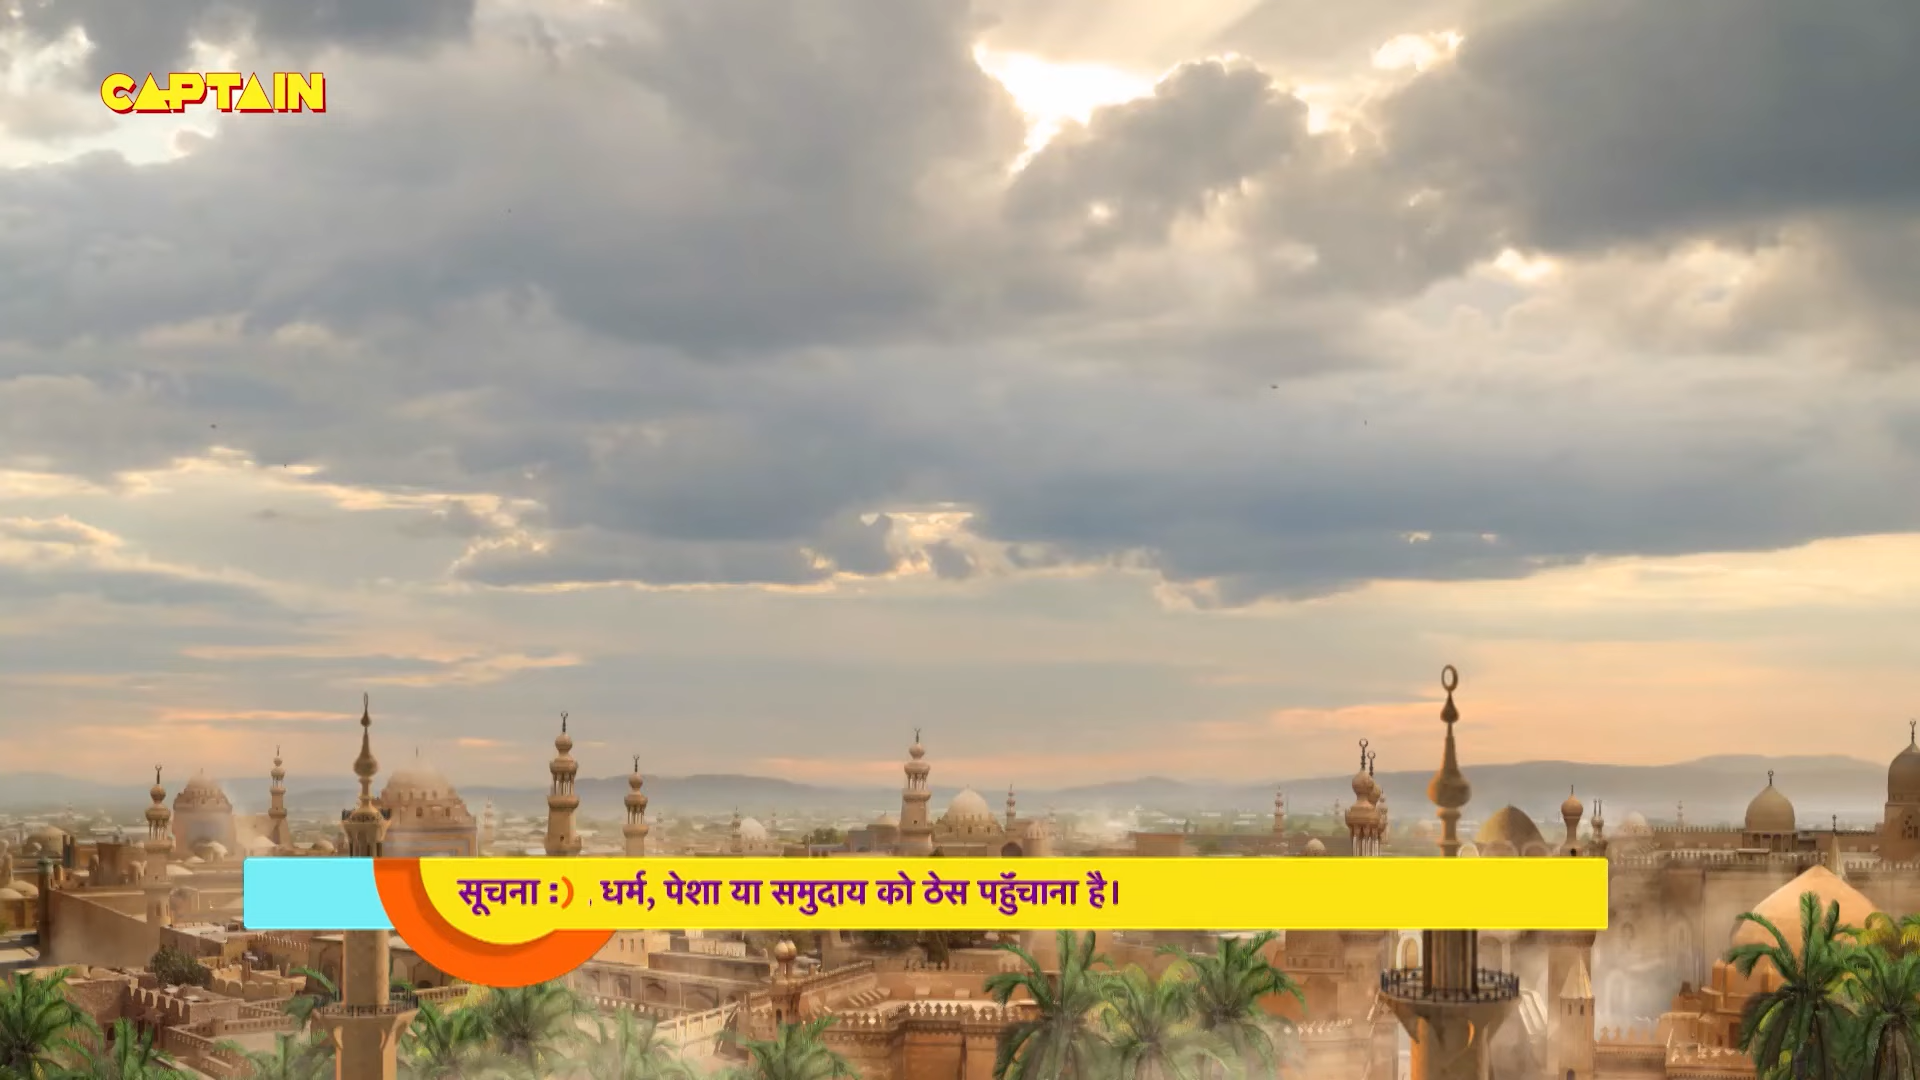 CAPTAIN
सूचना :) , धर्म, पेशा या समुदाय को ठेस पहुँचाना है।